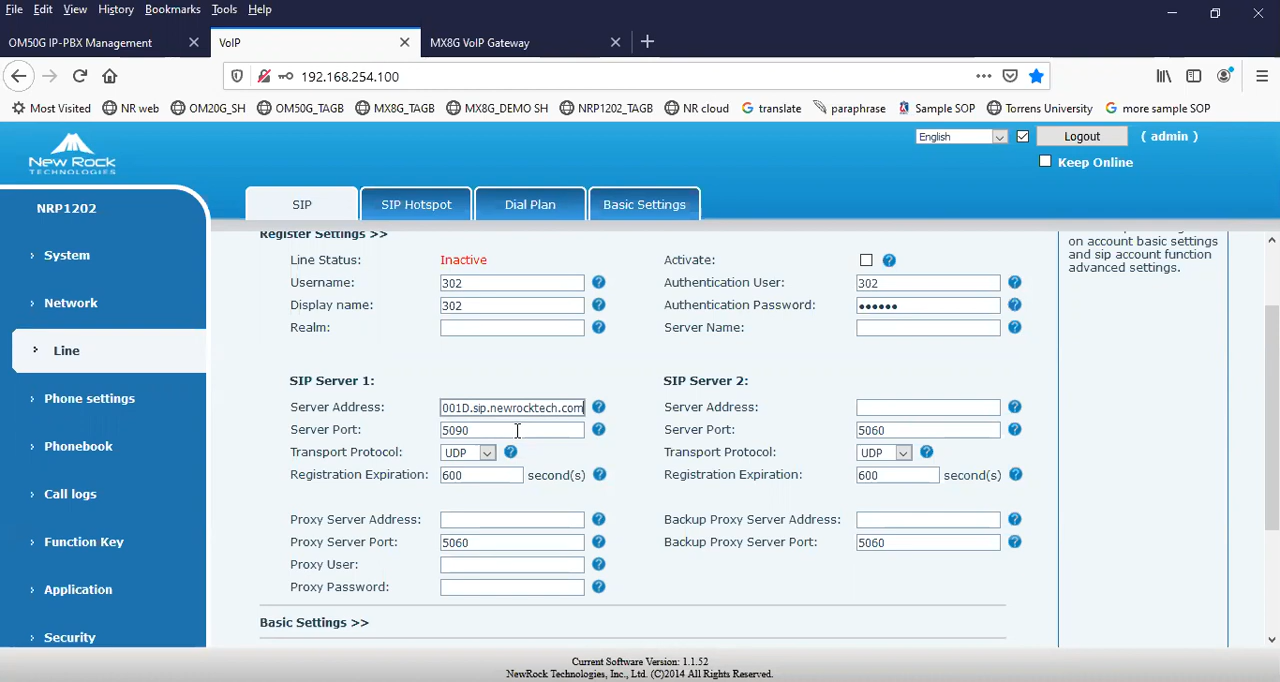 File Edit View History Bookmarks Tools Help
OM50G IP-PBX Management VoIP MX8G VoIP Gateway
192.168.254.100
Most Visited NR web OM20G_SH OM50G_TAGB MX8G_TAGB MX8G_DEMO SH NRP1202_TAGB NR cloud translate paraphrase Sample SOP Torrens University more sample SOP
New Rock
TECHNOLOGIES
English Logout ( admin )
Keep Online
NRP1202
System
Network
Line
Phone settings
Phonebook
Call logs
Function Key
Application
Security
SIP SIP Hotspot Dial Plan Basic Settings
Register Settings >>
Line Status: Inactive Activate:
Username: 302 Authentication User: 302
Display name: 302 Authentication Password: ••••••
Realm: Server Name:
SIP Server 1: SIP Server 2:
Server Address: 001D.sip.newrocktech.com Server Address:
Server Port: 5090 Server Port: 5060
Transport Protocol: UDP Transport Protocol: UDP
Registration Expiration: 600 second(s) Registration Expiration: 600 second(s)
Proxy Server Address: Backup Proxy Server Address:
Proxy Server Port: 5060 Backup Proxy Server Port: 5060
Proxy User:
Proxy Password:
Basic Settings >>
on account basic settings
and sip account function
advanced settings.
Current Software Version: 1.1.52
NewRock Technologies, Inc., Ltd. (C)2014 All Rights Reserved.